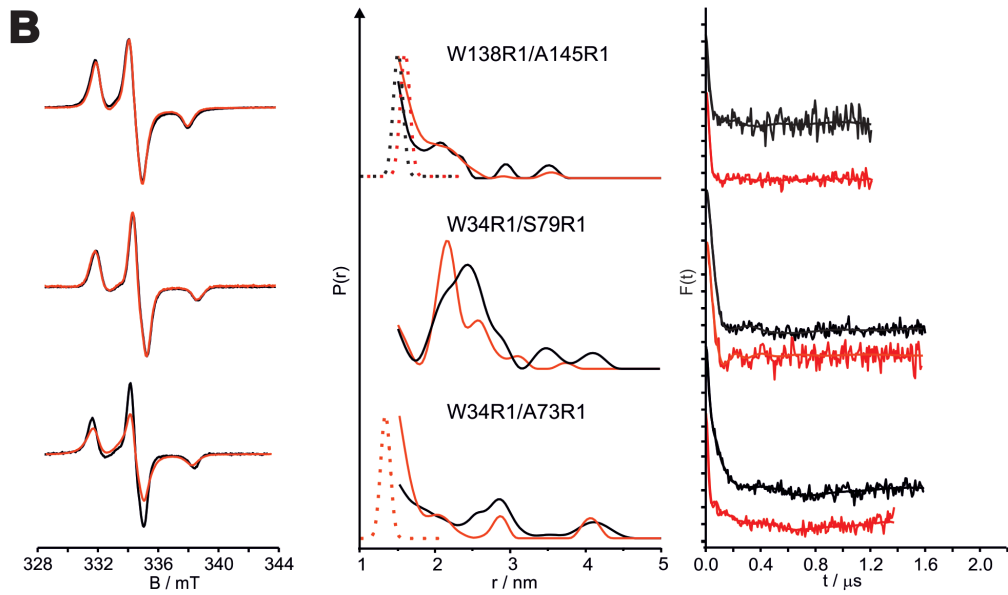 B
W138R1/A145R1
W34R1/S79R1
W34R1/A73R1
P(r)
F(t)
328 332 336 340 344
B / mT
1 2 3 4 5
r / nm
0.0 0.4 0.8 1.2 1.6 2.0
t / μs